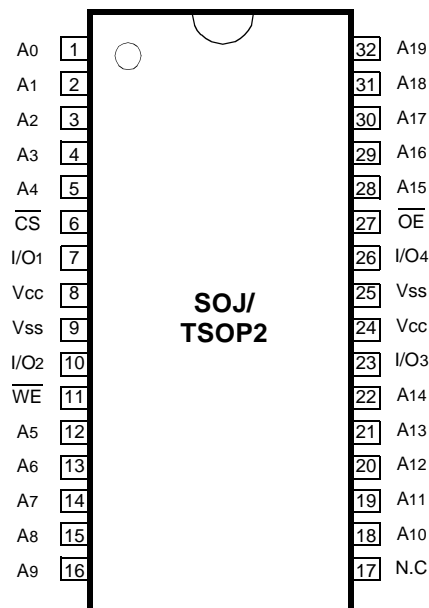 A0 1 32 A19
A1 2 31 A18
A2 3 30 A17
A3 4 29 A16
A4 5 28 A15
C̅S̅ 6 27 O̅E̅
I/O1 7 26 I/O4
Vcc 8 25 Vss
SOJ/
TSOP2
Vss 9 24 Vcc
I/O2 10 23 I/O3
W̅E̅ 11 22 A14
A5 12 21 A13
A6 13 20 A12
A7 14 19 A11
A8 15 18 A10
A9 16 17 N.C